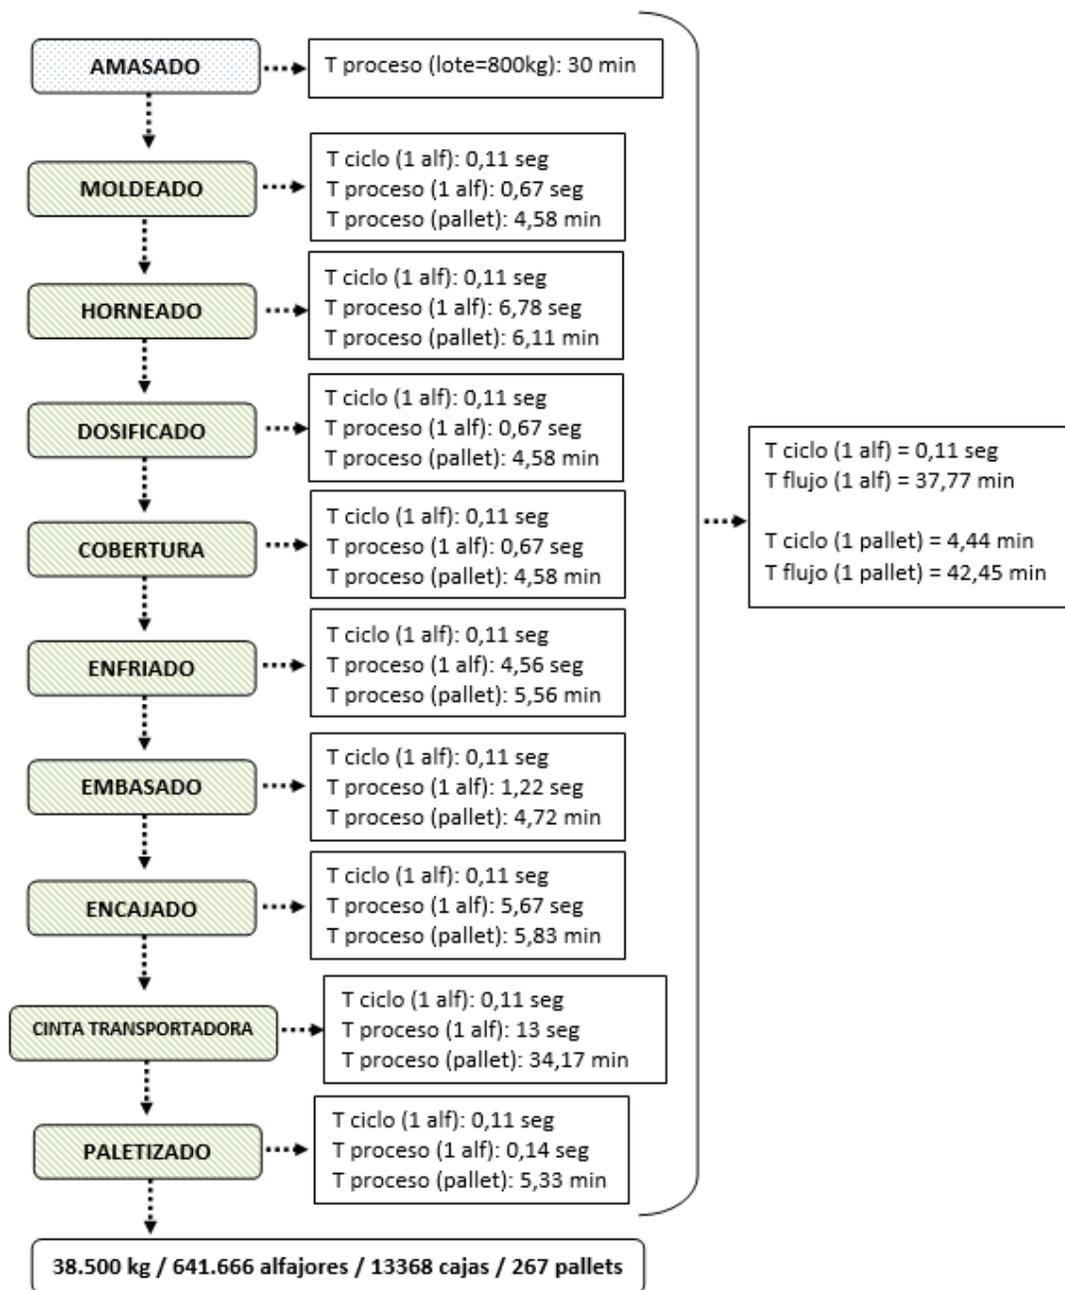 AMASADO
T proceso (lote=800kg): 30 min
MOLDEADO
T ciclo (1 alf): 0,11 seg
T proceso (1 alf): 0,67 seg
T proceso (pallet): 4,58 min
HORNEADO
T ciclo (1 alf): 0,11 seg
T proceso (1 alf): 6,78 seg
T proceso (pallet): 6,11 min
DOSIFICADO
T ciclo (1 alf): 0,11 seg
T proceso (1 alf): 0,67 seg
T proceso (pallet): 4,58 min
COBERTURA
T ciclo (1 alf): 0,11 seg
T proceso (1 alf): 0,67 seg
T proceso (pallet): 4,58 min
ENFRIADO
T ciclo (1 alf): 0,11 seg
T proceso (1 alf): 4,56 seg
T proceso (pallet): 5,56 min
EMBASADO
T ciclo (1 alf): 0,11 seg
T proceso (1 alf): 1,22 seg
T proceso (pallet): 4,72 min
ENCAJADO
T ciclo (1 alf): 0,11 seg
T proceso (1 alf): 5,67 seg
T proceso (pallet): 5,83 min
CINTA TRANSPORTADORA
T ciclo (1 alf): 0,11 seg
T proceso (1 alf): 13 seg
T proceso (pallet): 34,17 min
PALETIZADO
T ciclo (1 alf): 0,11 seg
T proceso (1 alf): 0,14 seg
T proceso (pallet): 5,33 min
38.500 kg / 641.666 alfajores / 13368 cajas / 267 pallets
T ciclo (1 alf) = 0,11 seg
T flujo (1 alf) = 37,77 min
T ciclo (1 pallet) = 4,44 min
T flujo (1 pallet) = 42,45 min